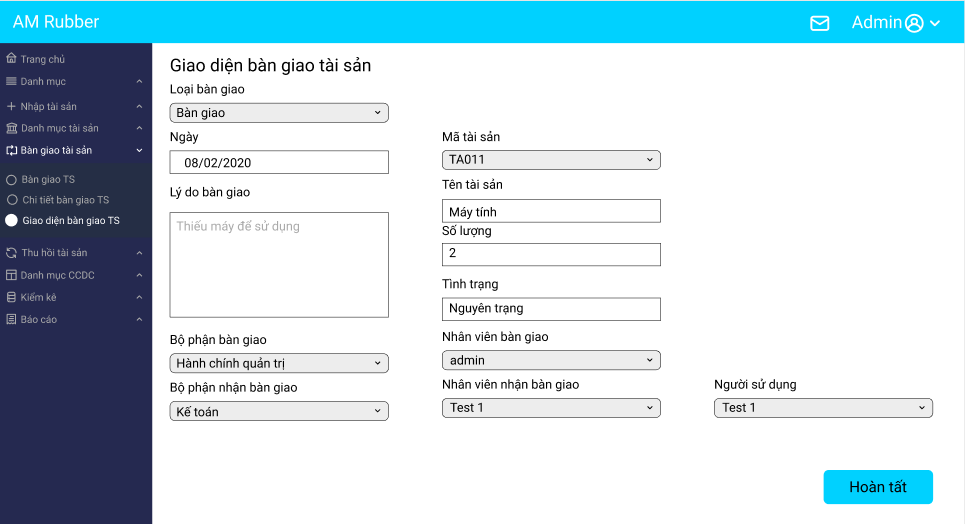 AM Rubber
Admin
Trang chủ
Danh mục
Nhập tài sản
Danh mục tài sản
Bàn giao tài sản
Bàn giao TS
Chi tiết bàn giao TS
Giao diện bàn giao TS
Thu hồi tài sản
Danh mục CCDC
Kiểm kê
Báo cáo
Giao diện bàn giao tài sản
Loại bàn giao
Bàn giao
Ngày
08/02/2020
Lý do bàn giao
Thiếu máy để sử dụng
Bộ phận bàn giao
Hành chính quản trị
Bộ phận nhận bàn giao
Kế toán
Mã tài sản
TA011
Tên tài sản
Máy tính
Số lượng
2
Tình trạng
Nguyên trạng
Nhân viên bàn giao
admin
Nhân viên nhận bàn giao
Test 1
Người sử dụng
Test 1
Hoàn tất